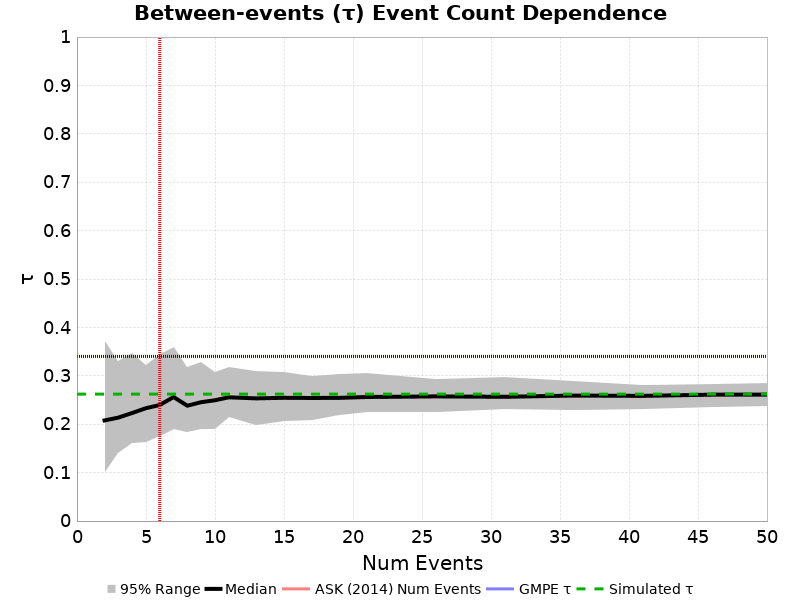 Between-events (τ) Event Count Dependence
1
0.9
0.8
0.7
0.6
0.5
0.4
0.3
0.2
0.1
0
τ
0 5 10 15 20 25 30 35 40 45 50
Num Events
95% Range Median ASK (2014) Num Events GMPE τ Simulated τ